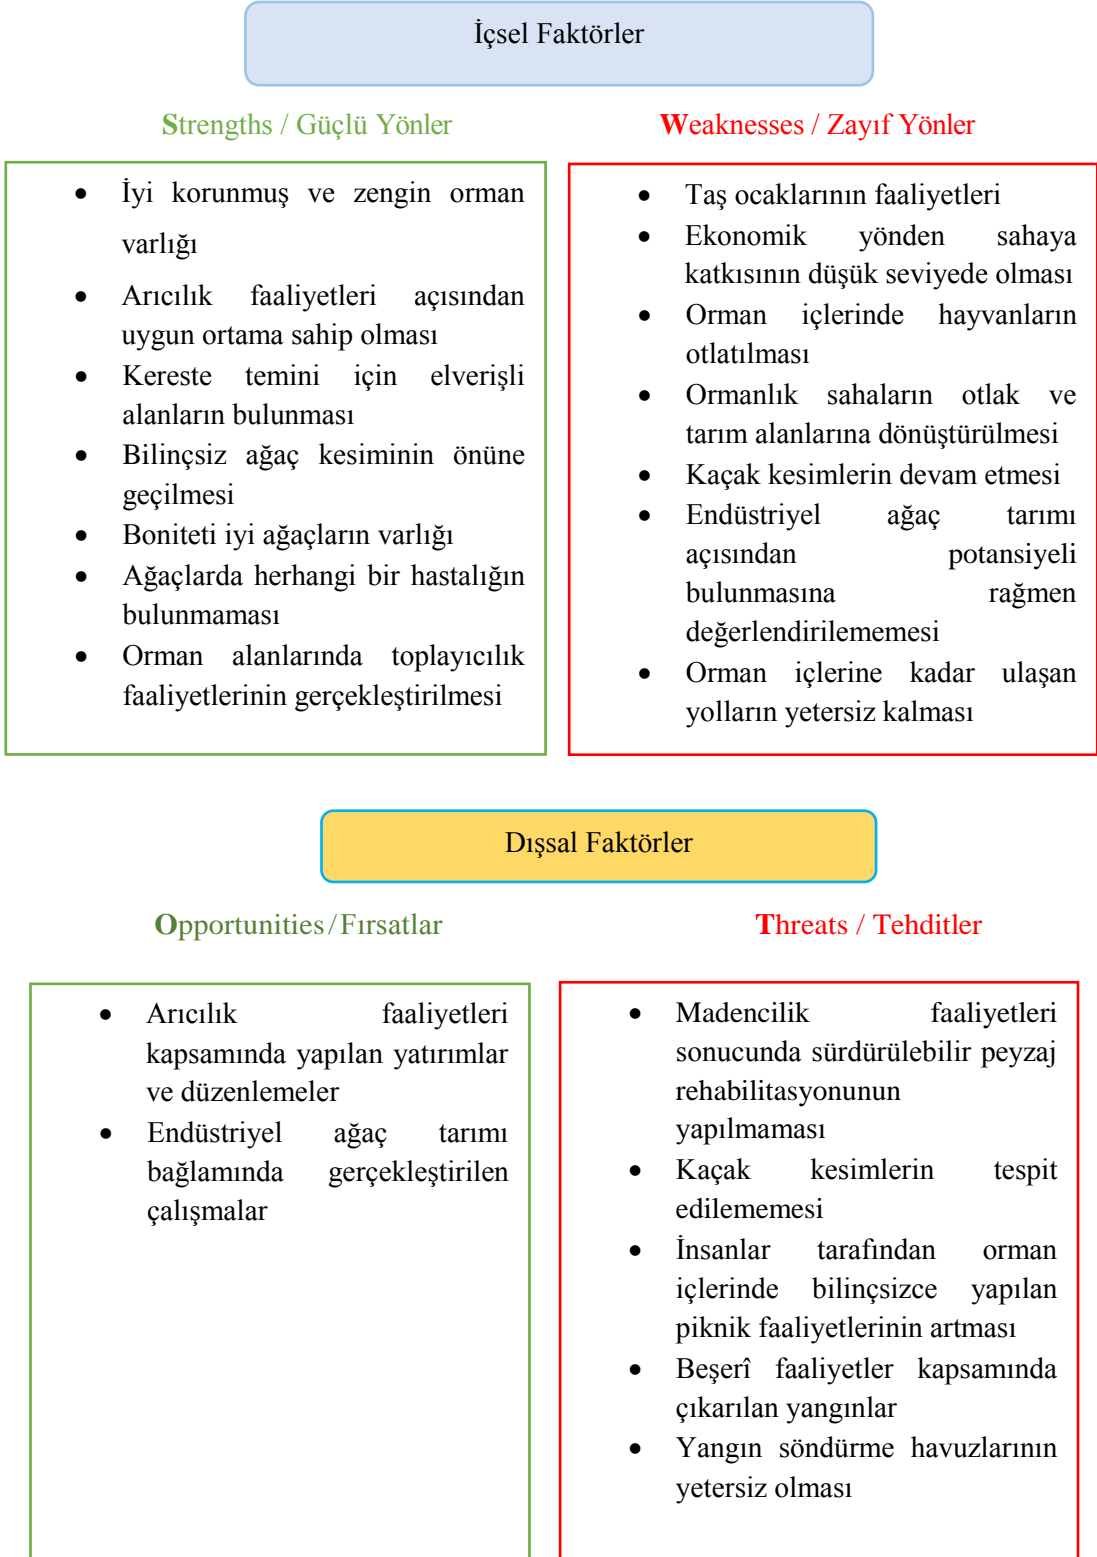 İçsel Faktörler
Strengths / Güçlü Yönler
• İyi korunmuş ve zengin orman
varlığı
• Arıcılık faaliyetleri açısından
uygun ortama sahip olması
• Kereste temini için elverişli
alanların bulunması
• Bilinçsiz ağaç kesiminin önüne
geçilmesi
• Boniteti iyi ağaçların varlığı
• Ağaçlarda herhangi bir hastalığın
bulunmaması
• Orman alanlarında toplayıcılık
faaliyetlerinin gerçekleştirilmesi
Weaknesses / Zayıf Yönler
• Taş ocaklarının faaliyetleri
• Ekonomik yönden sahaya
katkısının düşük seviyede olması
• Orman içlerinde hayvanların
otlatılması
• Ormanlık sahaların otlak ve
tarım alanlarına dönüştürülmesi
• Kaçak kesimlerin devam etmesi
• Endüstriyel ağaç tarımı
açısından potansiyeli
bulunmasına rağmen
değerlendirilememesi
• Orman içlerine kadar ulaşan
yolların yetersiz kalması
Dışsal Faktörler
Opportunities / Fırsatlar
• Arıcılık faaliyetleri
kapsamında yapılan yatırımlar
ve düzenlemeler
• Endüstriyel ağaç tarımı
bağlamında gerçekleştirilen
çalışmalar
Threats / Tehditler
• Madencilik faaliyetleri
sonucunda sürdürülebilir peyzaj
rehabilitasyonunun
yapılmaması
• Kaçak kesimlerin tespit
edilememesi
• İnsanlar tarafından orman
içlerinde bilinçsizce yapılan
piknik faaliyetlerinin artması
• Beşerî faaliyetler kapsamında
çıkarılan yangınlar
• Yangın söndürme havuzlarının
yetersiz olması